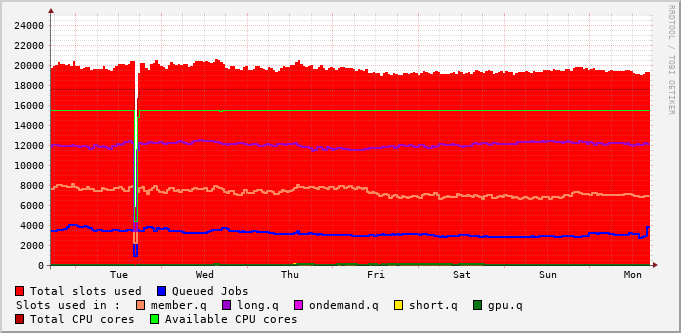 24000
22000
20000
18000
16000
14000
12000
10000
8000
6000
4000
2000
0
Tue Wed Thu Fri Sat Sun Mon
RRDTOOL / TOBI OETIKER
Total slots used Queued Jobs
Slots used in : member.q long.q ondemand.q short.q gpu.q
Total CPU cores Available CPU cores